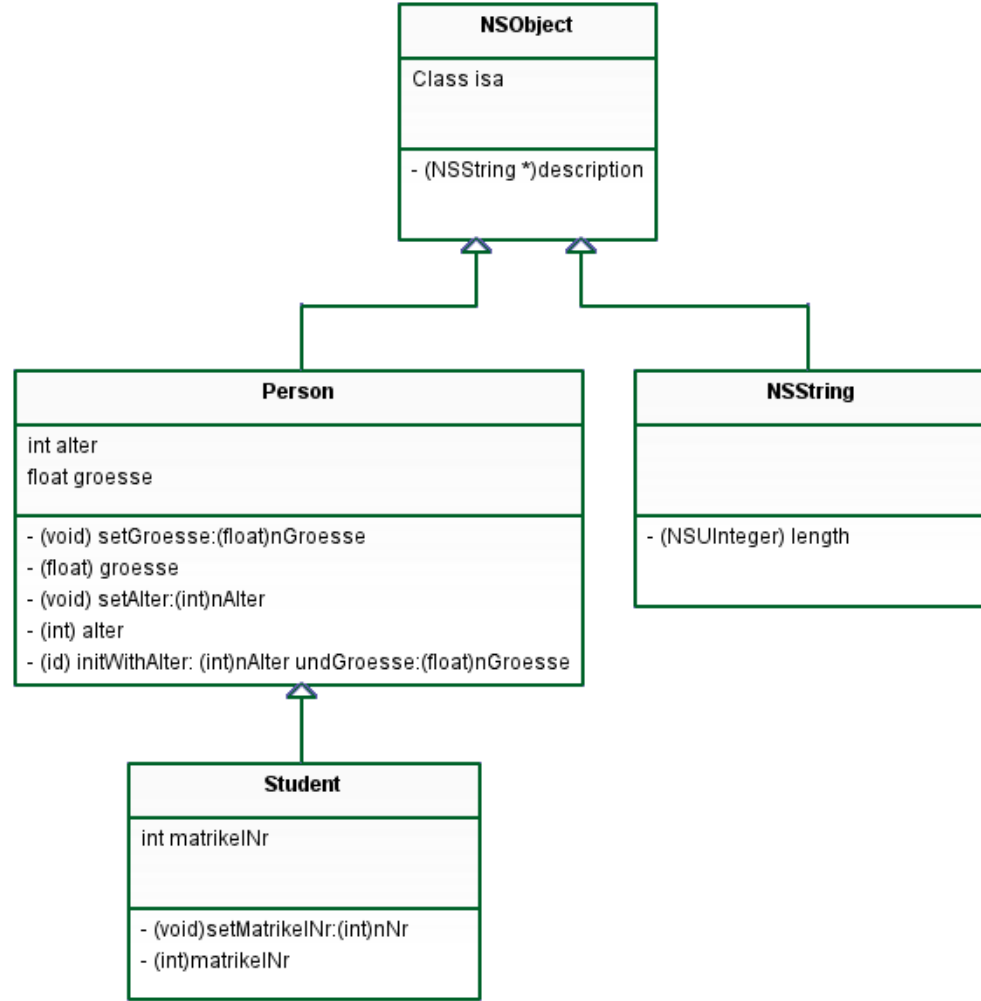 NSObject
Class isa
- (NSString *)description
Person
int alter
float groesse
- (void) setGroesse:(float)nGroesse
- (float) groesse
- (void) setAlter:(int)nAlter
- (int) alter
- (id) initWithAlter: (int)nAlter undGroesse:(float)nGroesse
NSString
- (NSUInteger) length
Student
int matrikelNr
- (void)setMatrikelNr:(int)nNr
- (int)matrikelNr